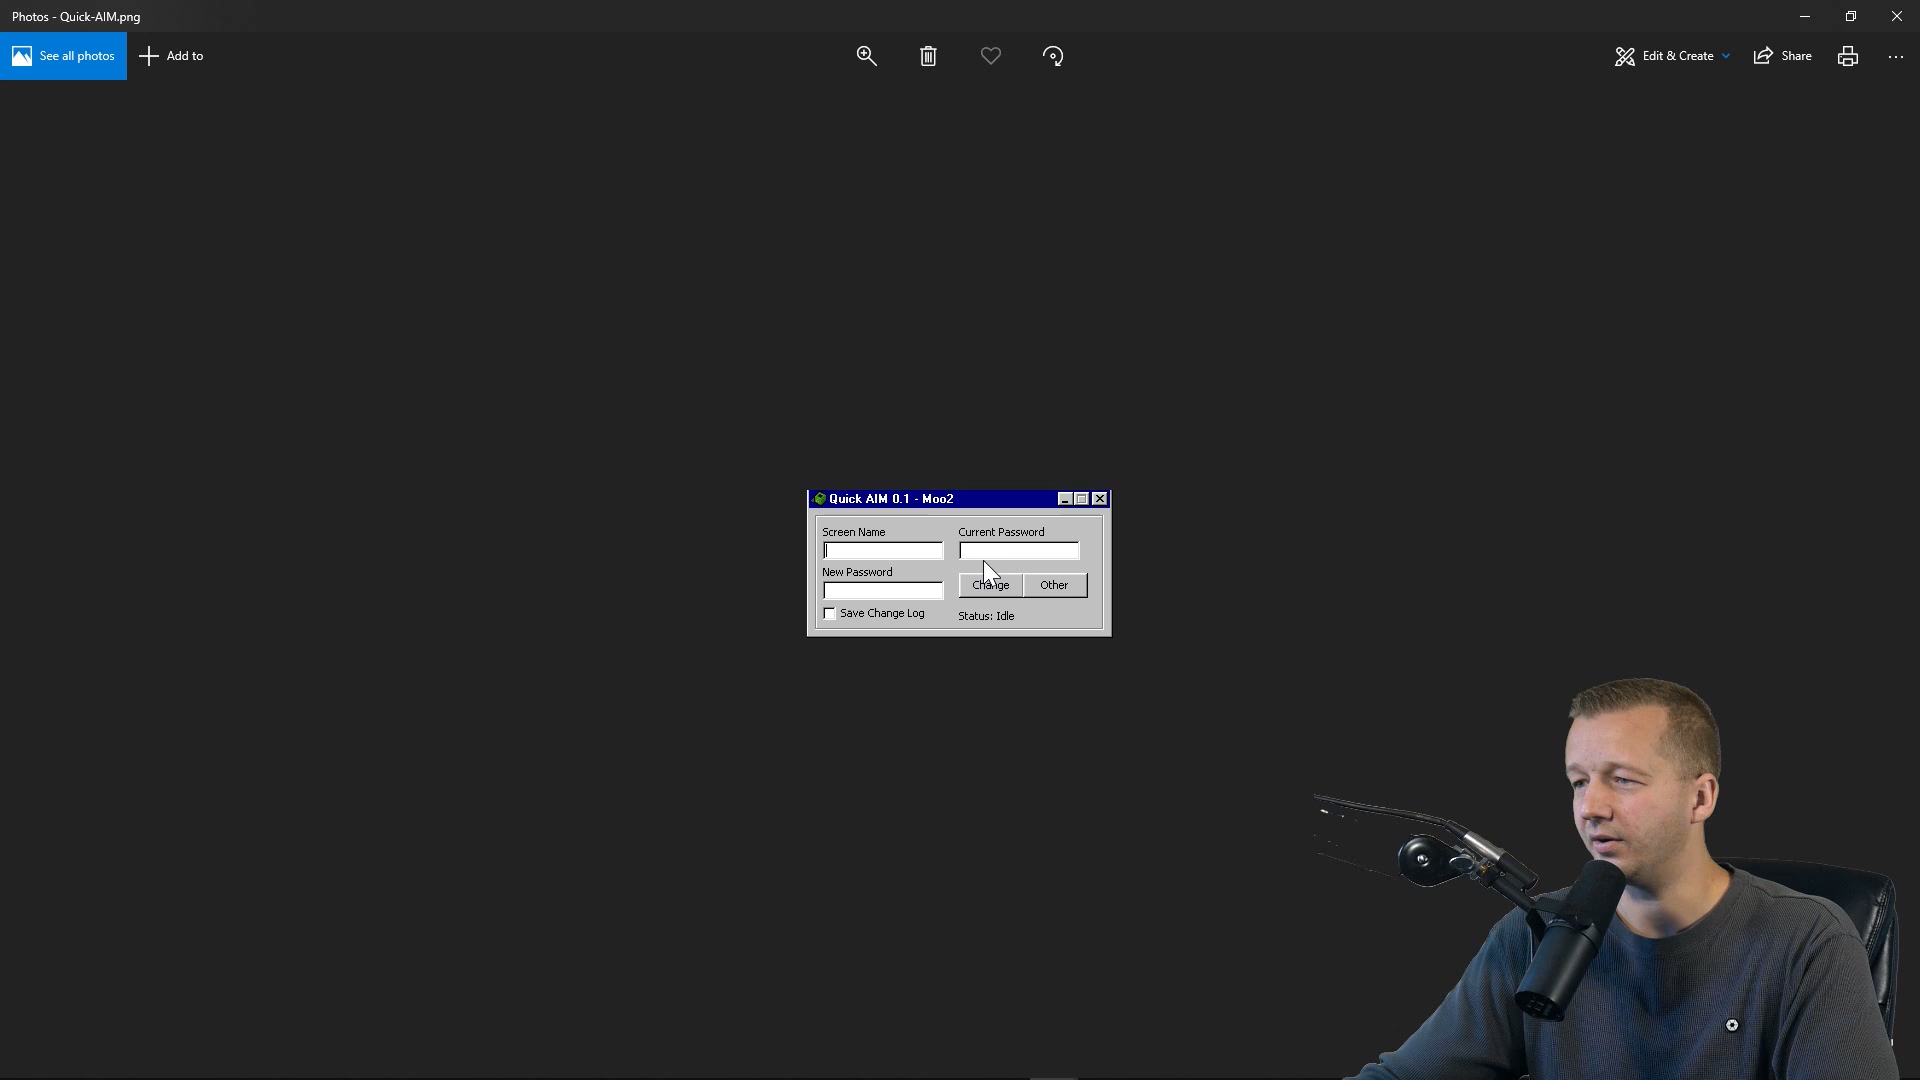 Photos - Quick-AIM.png
See all photos
Add to
Edit & Create
Share
Quick AIM 0.1 - Moo2
Screen Name
Current Password
New Password
Change
Other
Save Change Log
Status: Idle